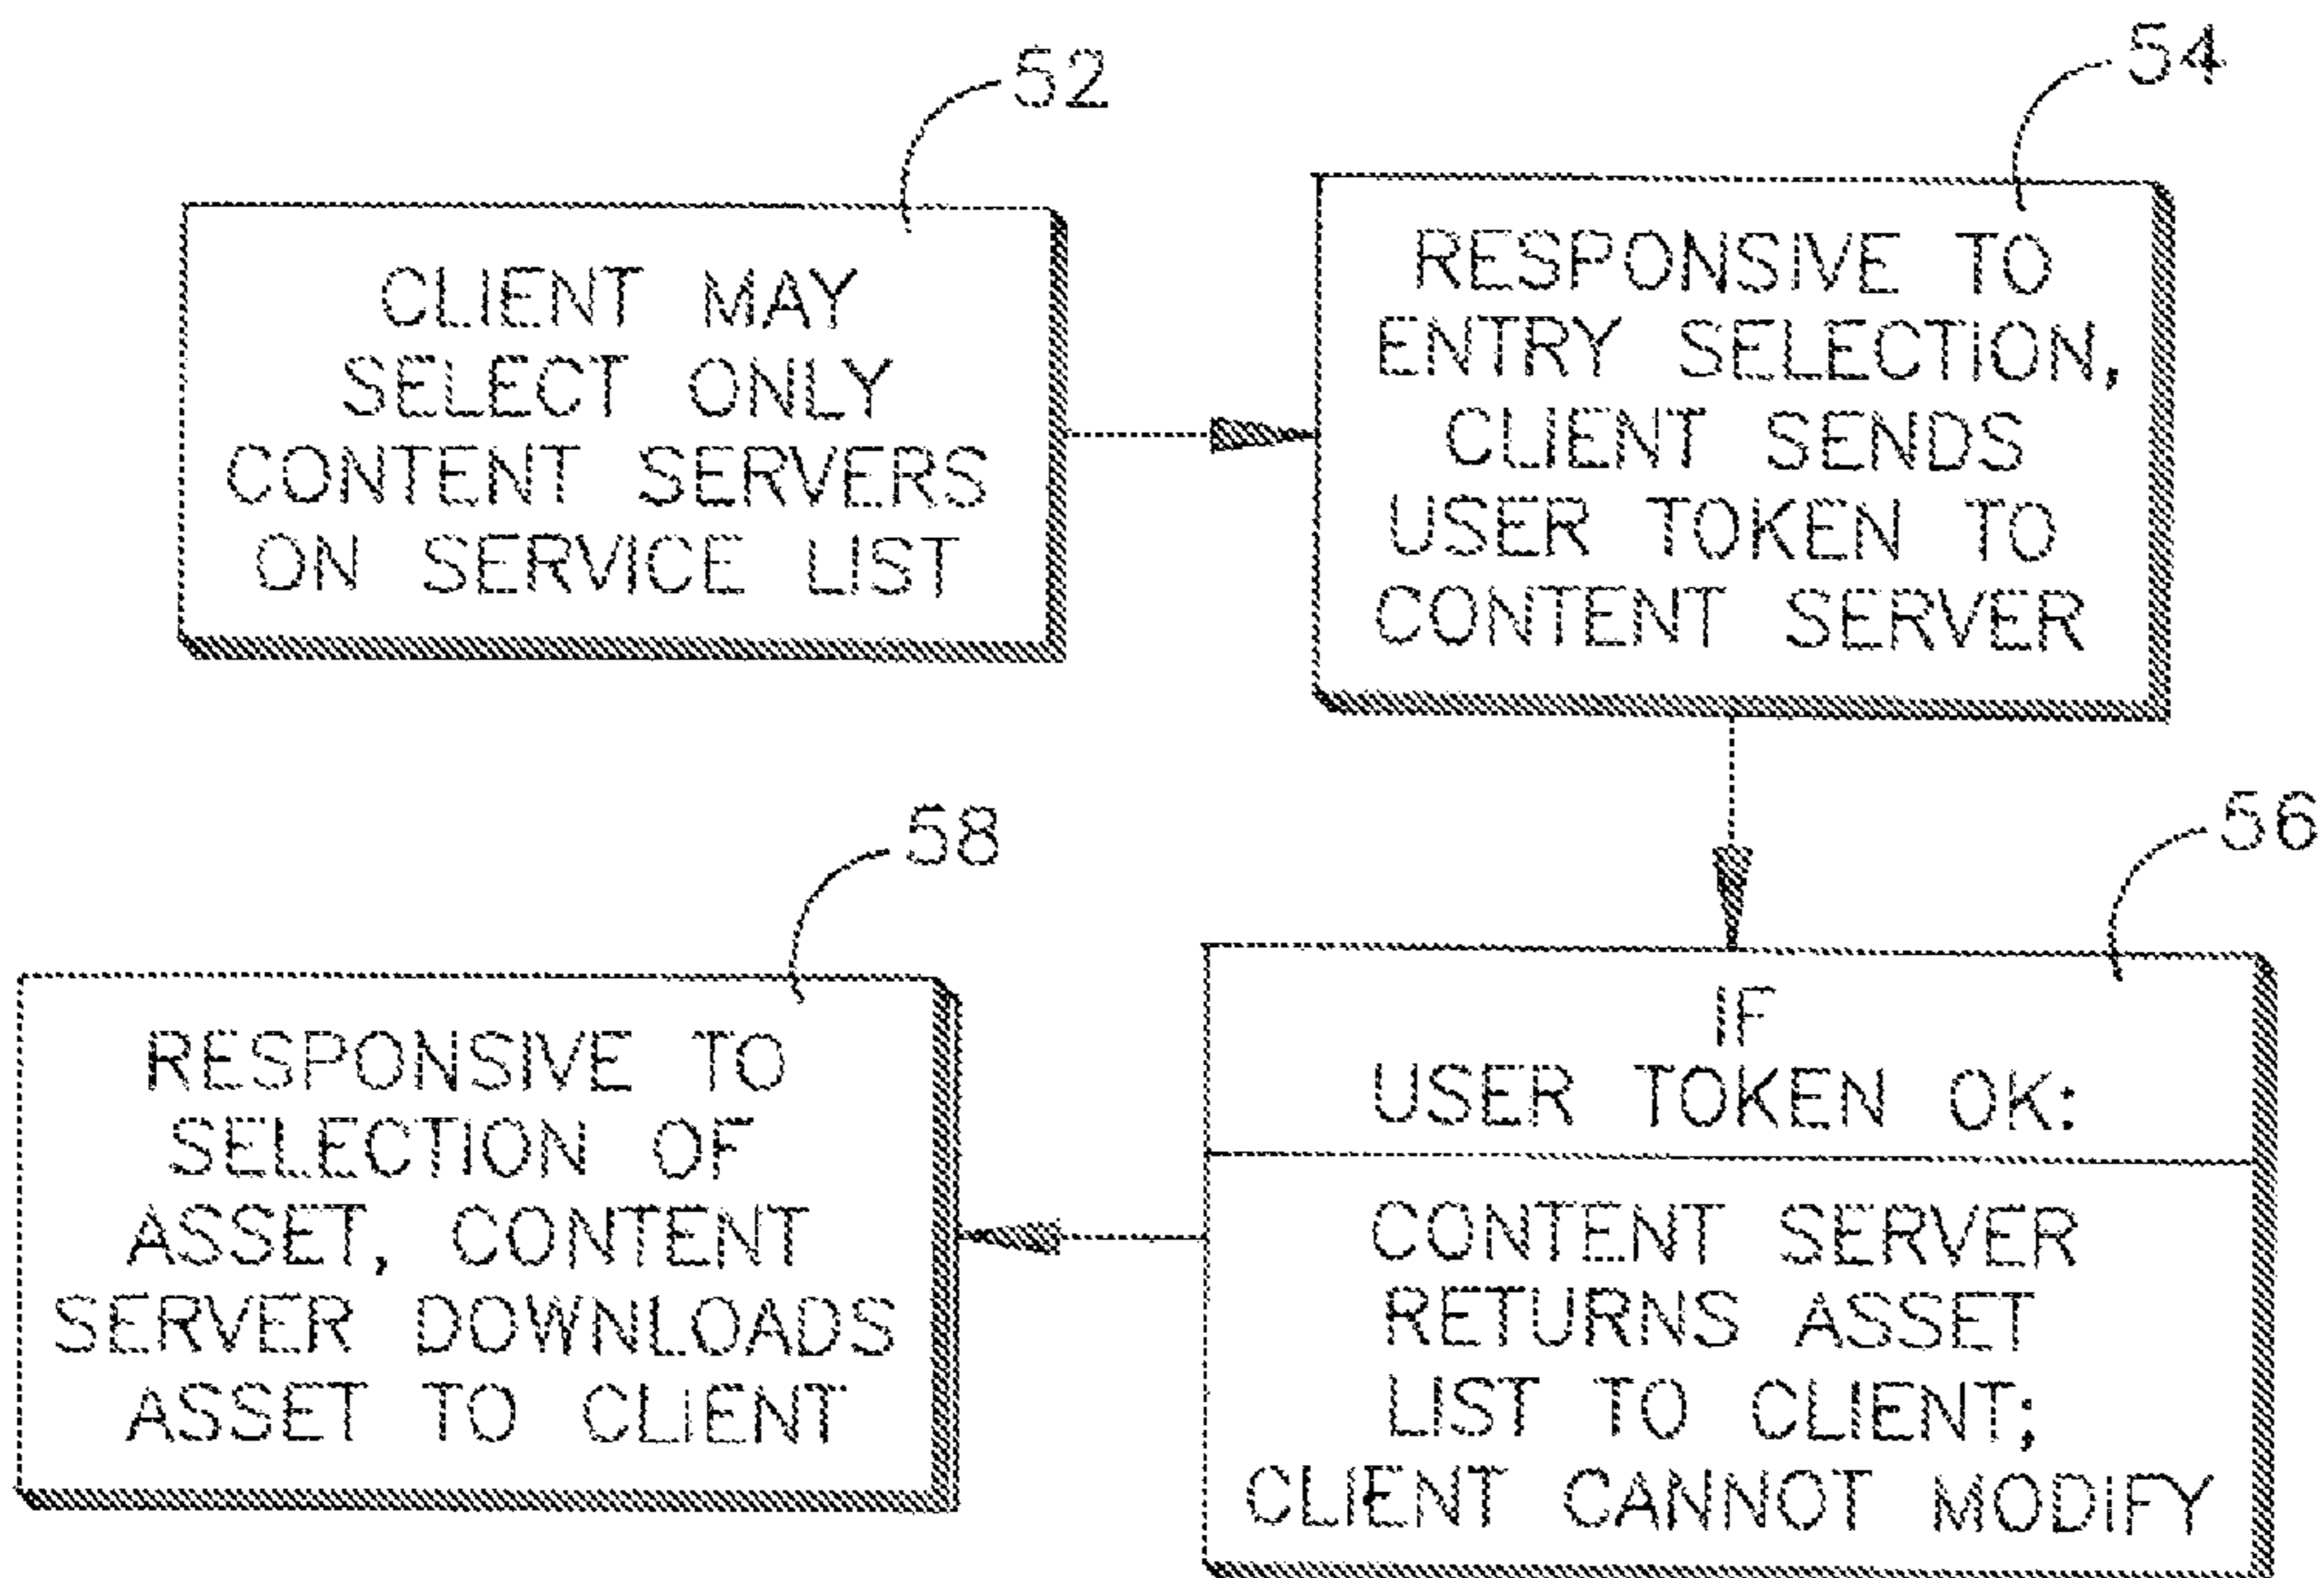 52
CLIENT MAY
SELECT ONLY
CONTENT SERVERS
ON SERVICE LIST
54
RESPONSIVE TO
ENTRY SELECTION,
CLIENT SENDS
USER TOKEN TO
CONTENT SERVER
56
IF
USER TOKEN OK:
CONTENT SERVER
RETURNS ASSET
LIST TO CLIENT;
CLIENT CANNOT MODIFY
58
RESPONSIVE TO
SELECTION OF
ASSET, CONTENT
SERVER DOWNLOADS
ASSET TO CLIENT